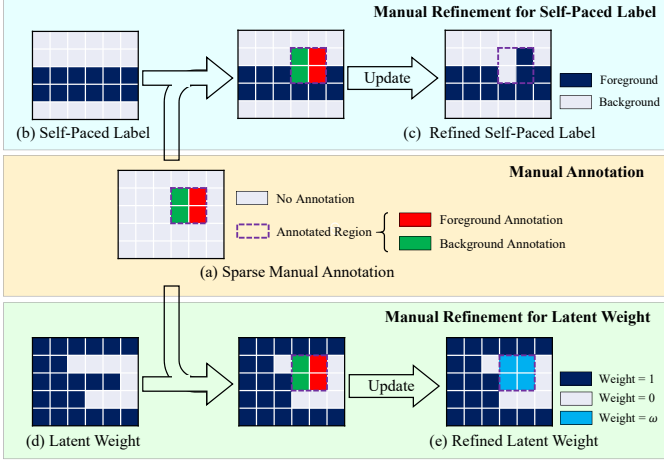 Manual Refinement for Self-Paced Label
Update
Foreground
Background
(b) Self-Paced Label
(c) Refined Self-Paced Label
Manual Annotation
No Annotation
Annotated Region
Foreground Annotation
Background Annotation
(a) Sparse Manual Annotation
Manual Refinement for Latent Weight
Update
Weight = 1
Weight = 0
Weight = ω
(d) Latent Weight
(e) Refined Latent Weight